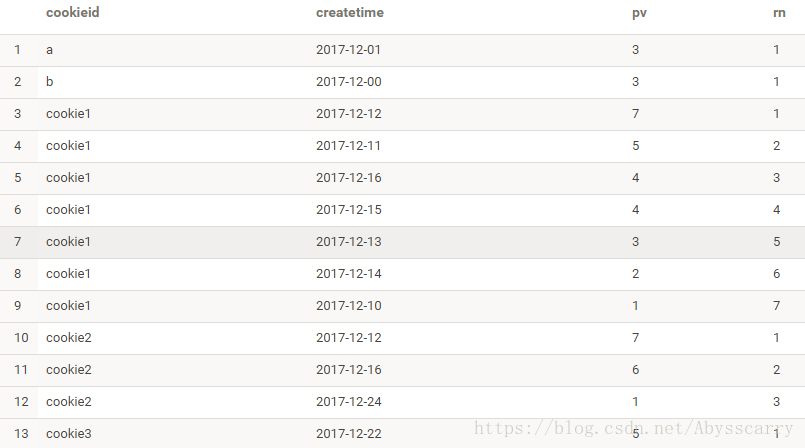 cookieid createtime pv rn
1 a 2017-12-01 3 1
2 b 2017-12-00 3 1
3 cookie1 2017-12-12 7 1
4 cookie1 2017-12-11 5 2
5 cookie1 2017-12-16 4 3
6 cookie1 2017-12-15 4 4
7 cookie1 2017-12-13 3 5
8 cookie1 2017-12-14 2 6
9 cookie1 2017-12-10 1 7
10 cookie2 2017-12-12 7 1
11 cookie2 2017-12-16 6 2
12 cookie2 2017-12-24 1 3
13 cookie3 2017-12-22 5 1
https://blog.csdn.net/Abysscarry